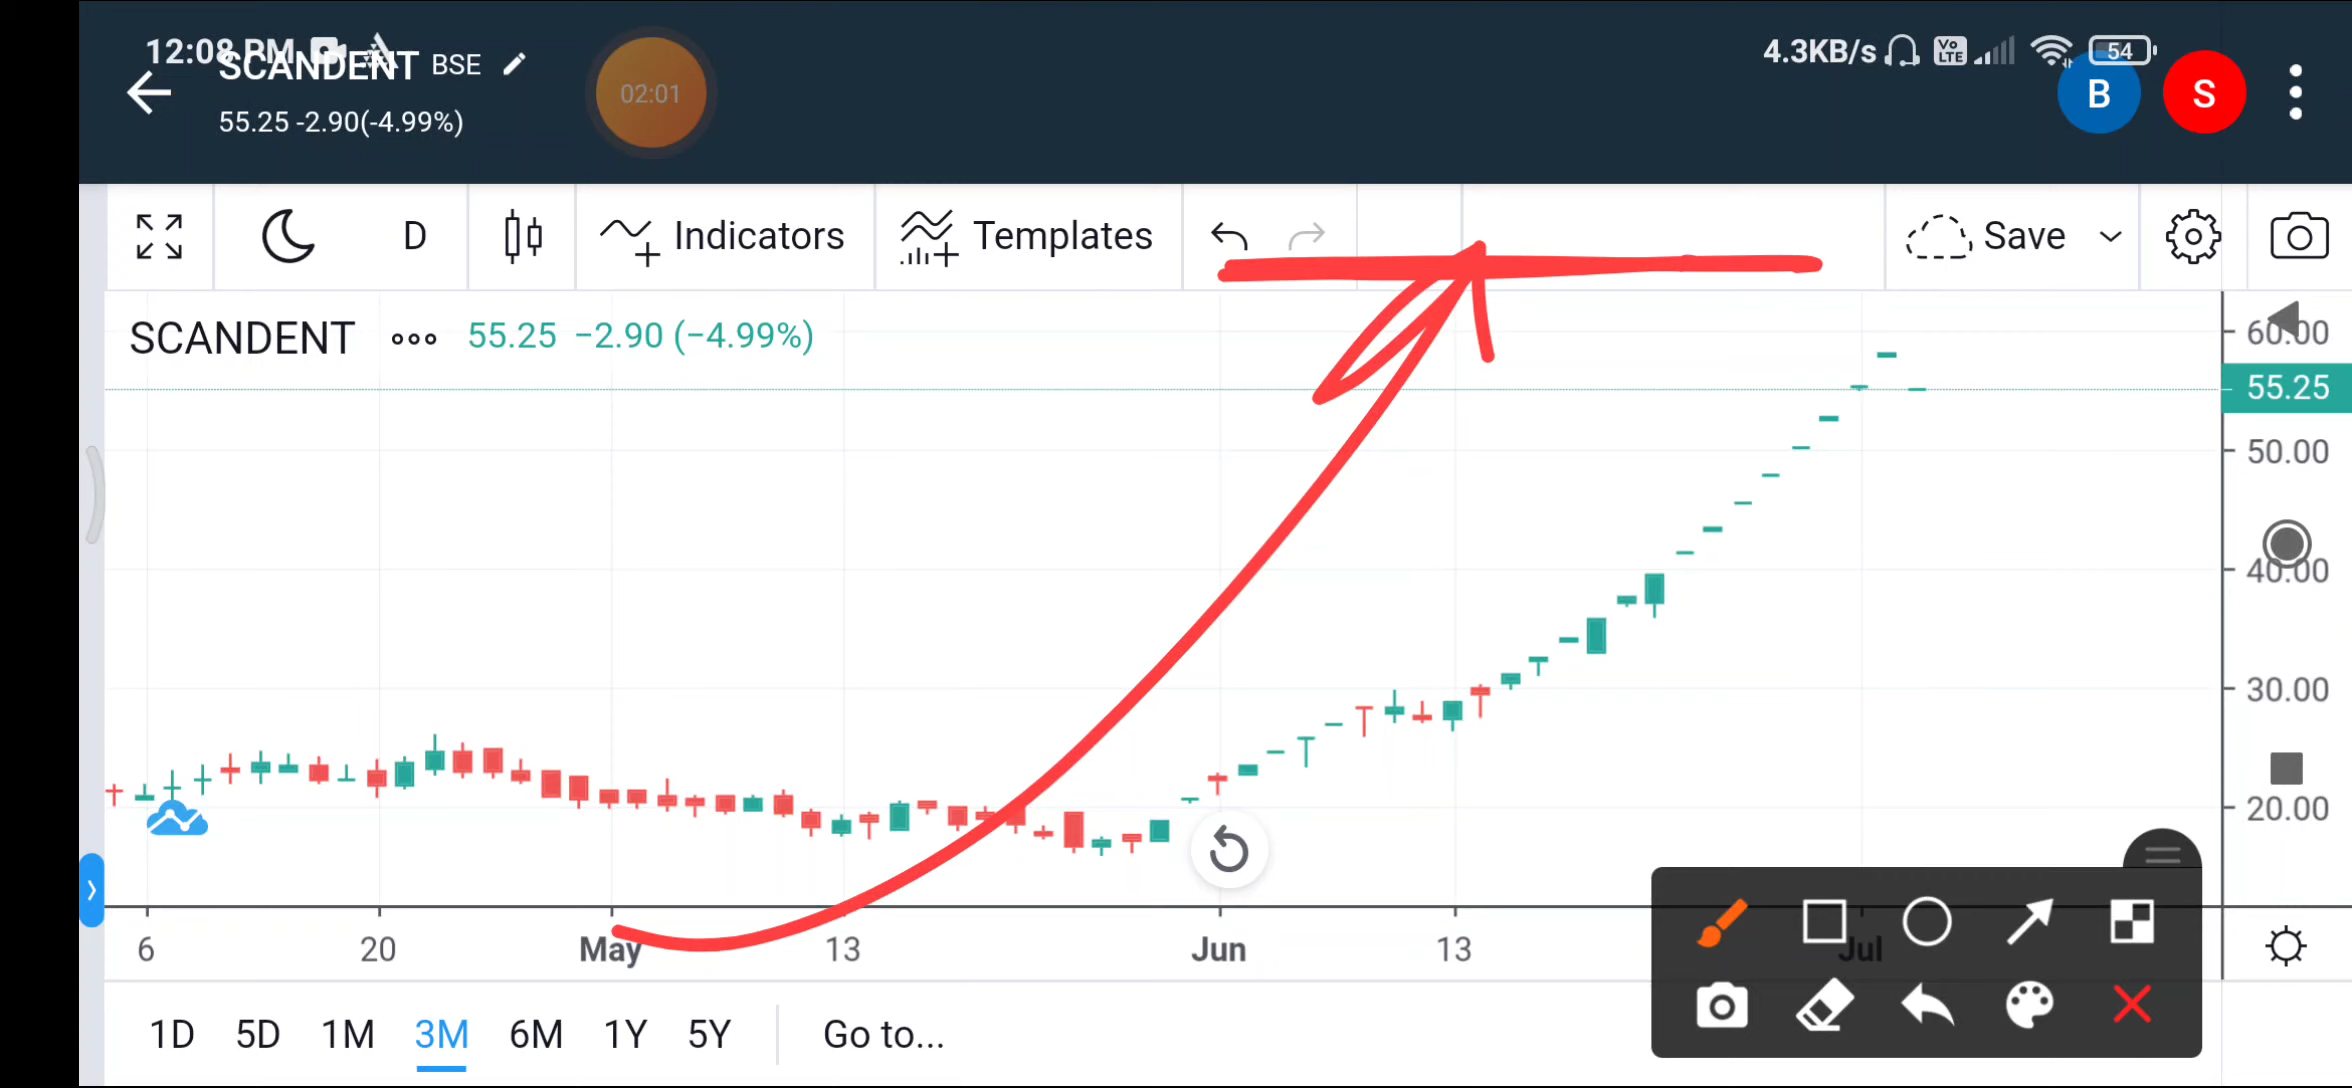 12:08 PM
4.3KB/s Vo LTE 54
SCANDENT BSE
55.25 -2.90(-4.99%)
02:01
B S
D Indicators Templates Save
SCANDENT 55.25 −2.90 (−4.99%)
60.00
55.25
50.00
40.00
30.00
20.00
6 20 May 13 Jun 13 Jul
1D 5D 1M 3M 6M 1Y 5Y Go to...